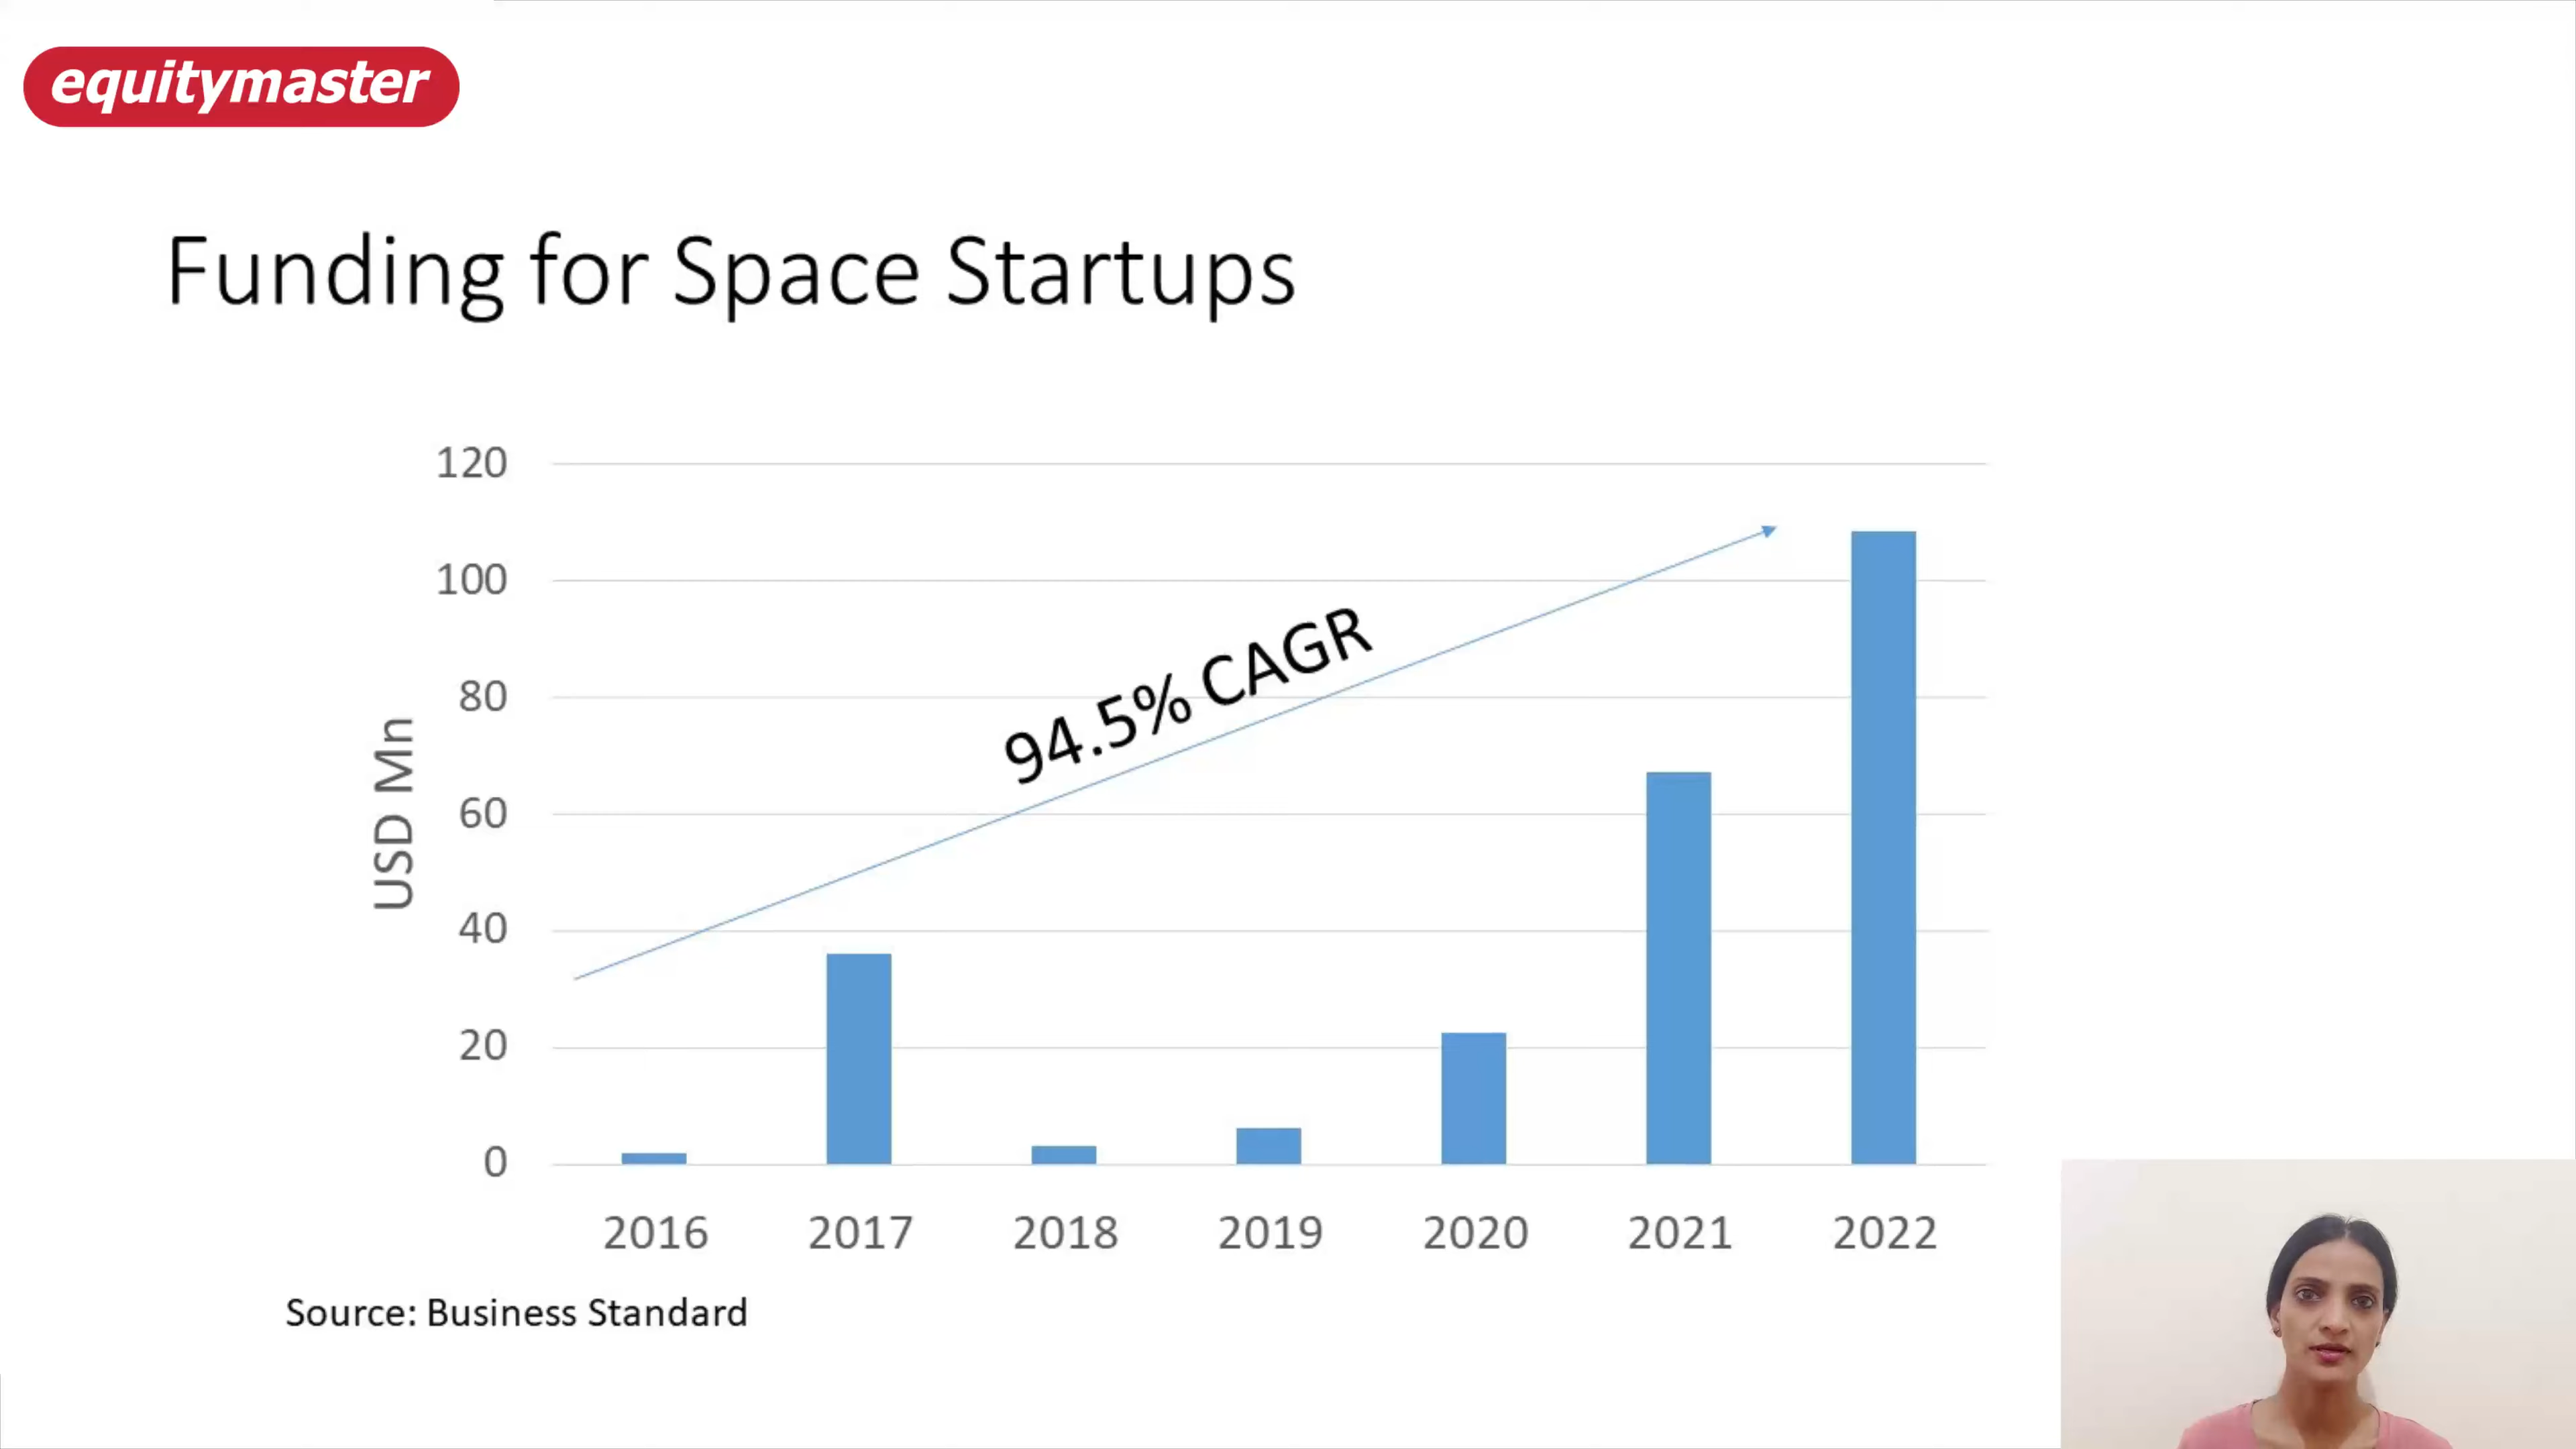 equitymaster
Funding for Space Startups
120
100
80
60
40
20
0
USD Mn
94.5% CAGR
2016 2017 2018 2019 2020 2021 2022
Source: Business Standard